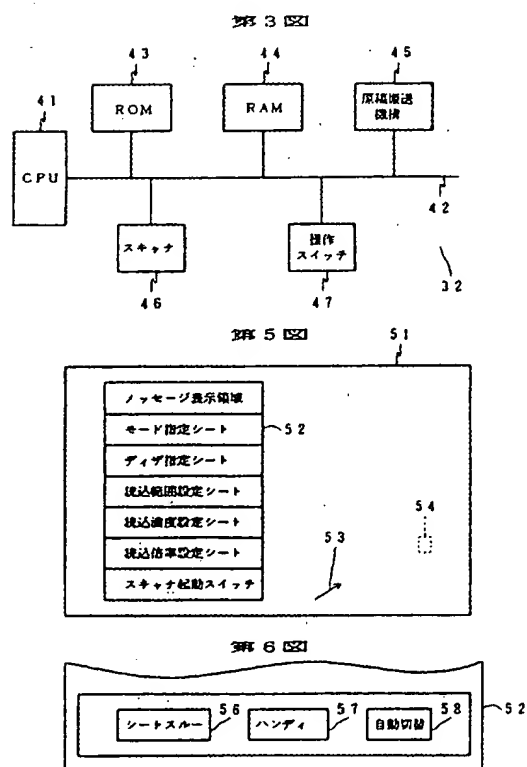 第3図
43
44
45
41
ROM
RAM
原稿搬送
機構
CPU
42
スキャナ
操作
スイッチ
46
47
32
第5図
51
メッセージ表示領域
モード指定シート
52
ディザ指定シート
読込範囲設定シート
読込濃度設定シート
読込倍率設定シート
スキャナ起動スイッチ
53
54
第6図
シートスルー
56
ハンディ
57
自動切替
58
52